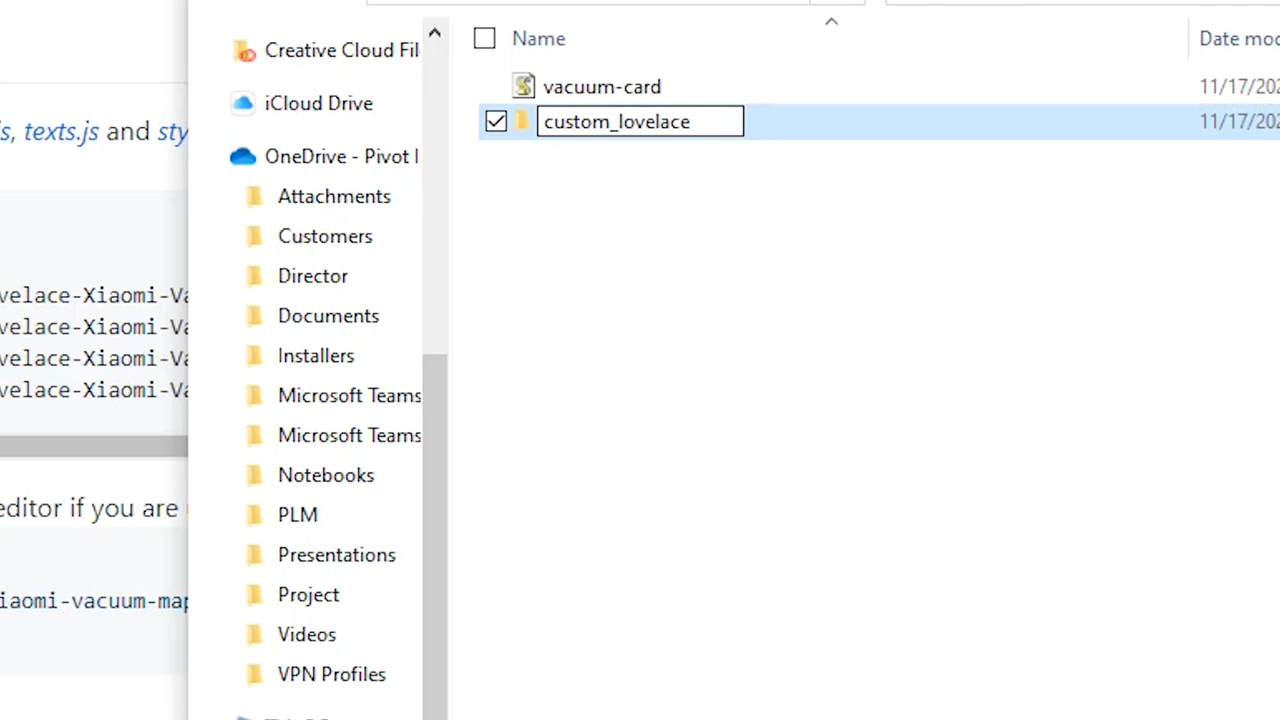 s, texts.js and sty
velace-Xiaomi-Va
velace-Xiaomi-Va
velace-Xiaomi-Va
velace-Xiaomi-Va
editor if you are
iaomi-vacuum-map
Creative Cloud Fil
iCloud Drive
OneDrive - Pivot I
Attachments
Customers
Director
Documents
Installers
Microsoft Teams
Microsoft Teams
Notebooks
PLM
Presentations
Project
Videos
VPN Profiles
Name
Date mod
vacuum-card
11/17/202
custom_lovelace
11/17/202